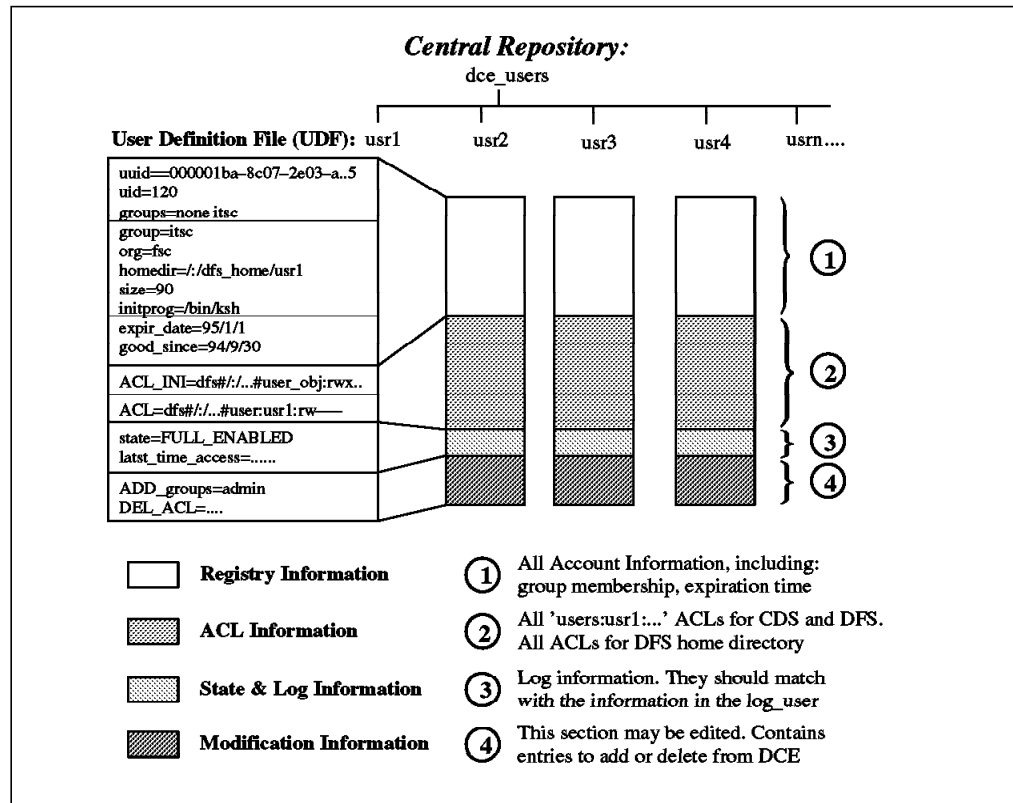 Central Repository:
dce_users
User Definition File (UDF): usr1 usr2 usr3 usr4 usrn....
uuid==000001ba–8c07–2e03–a..5
uid=120
groups=none itsc
group=itsc
org=fsc
homedir=/:/dfs_home/usr1
size=90
initprog=/bin/ksh
expir_date=95/1/1
good_since=94/9/30
ACL_INI=dfs#/:/...#user_obj:rwx..
ACL=dfs#/:/...#user:usr1:rw——
state=FULL_ENABLED
latst_time_access=......
ADD_groups=admin
DEL_ACL=....
1
2
3
4
Registry Information
ACL Information
State & Log Information
Modification Information
1 All Account Information, including:
group membership, expiration time
2 All 'users:usr1:...' ACLs for CDS and DFS.
All ACLs for DFS home directory
3 Log information. They should match
with the information in the log_user
4 This section may be edited. Contains
entries to add or delete from DCE